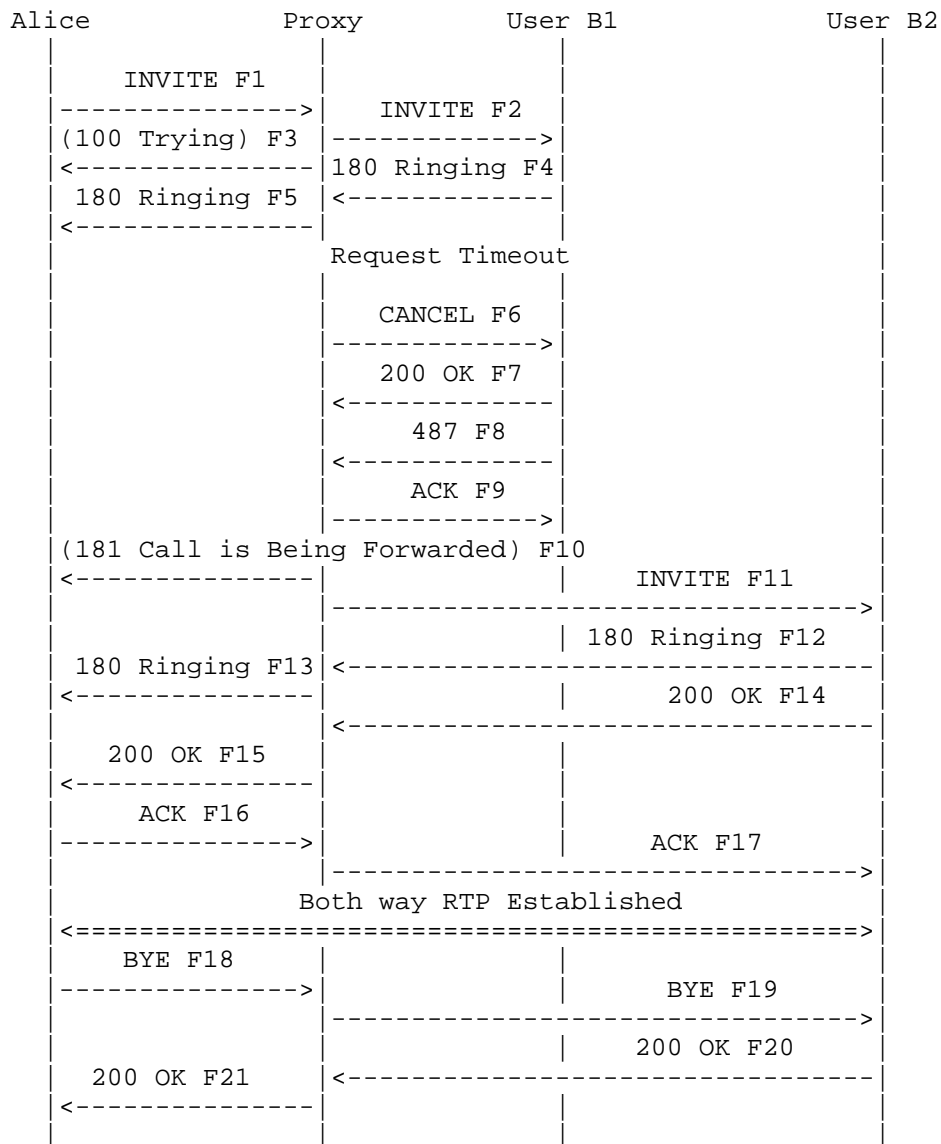 Alice Proxy User B1 User B2
INVITE F1
INVITE F2
(100 Trying) F3
180 Ringing F4
180 Ringing F5
Request Timeout
CANCEL F6
200 OK F7
487 F8
ACK F9
(181 Call is Being Forwarded) F10
INVITE F11
180 Ringing F12
180 Ringing F13
200 OK F14
200 OK F15
ACK F16
ACK F17
Both way RTP Established
BYE F18
BYE F19
200 OK F20
200 OK F21